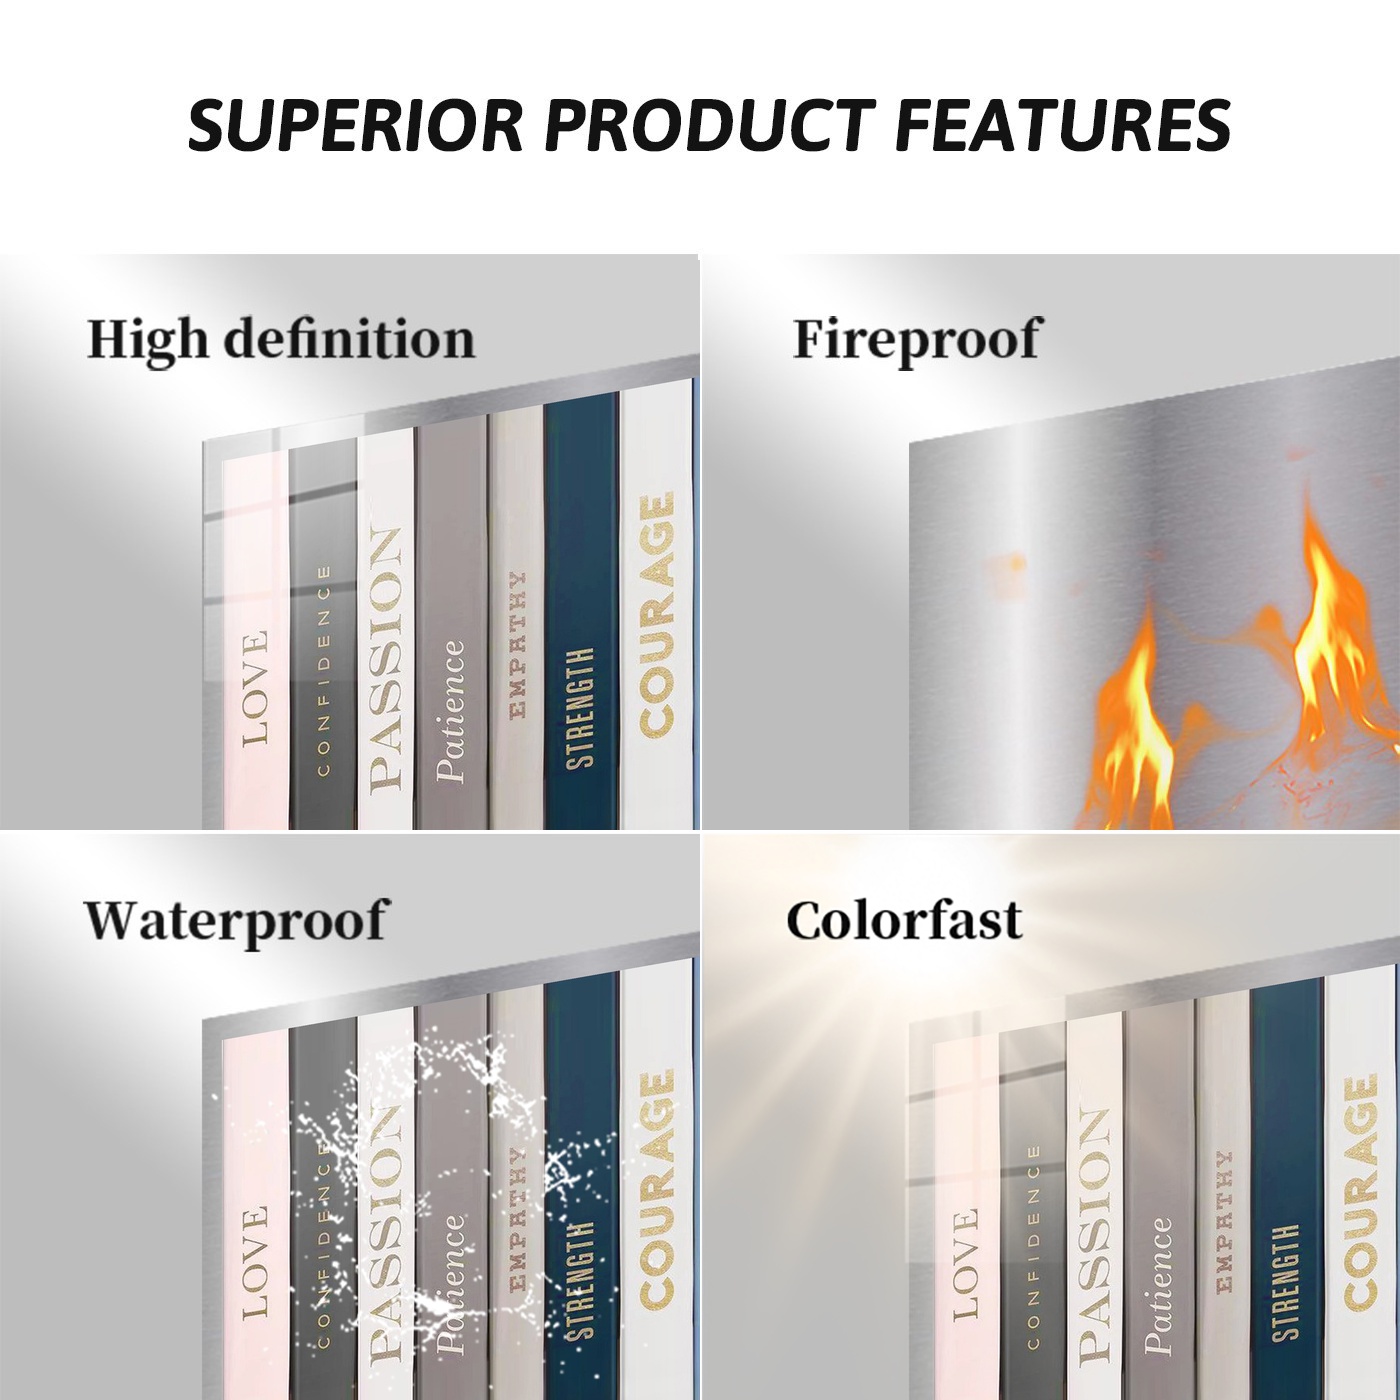 SUPERIOR PRODUCT FEATURES
High definition
LOVE
CONFIDENCE
PASSION
Patience
EMPATHY
STRENGTH
COURAGE
Fireproof
Waterproof
LOVE
CONFIDENCE
PASSION
Patience
EMPATHY
STRENGTH
COURAGE
Colorfast
LOVE
CONFIDENCE
PASSION
Patience
EMPATHY
STRENGTH
COURAGE